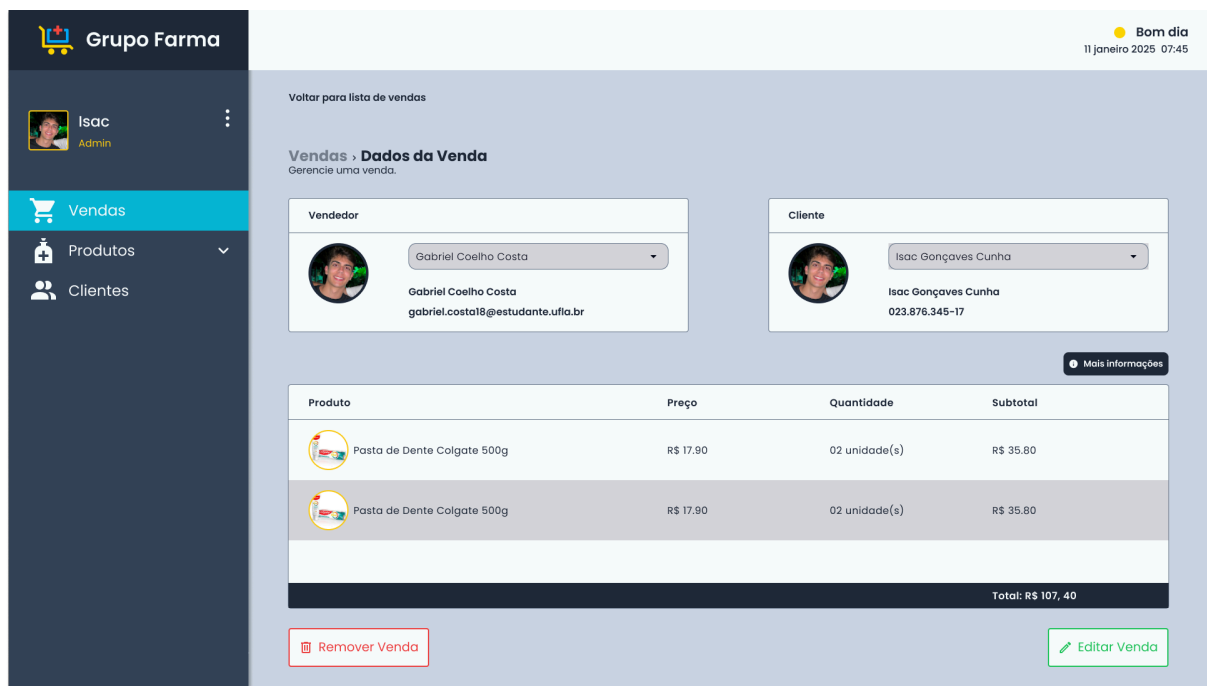 Grupo Farma
Bom dia
11 janeiro 2025 07:45
Isac
Admin
Vendas
Produtos
Clientes
Voltar para lista de vendas
Vendas › Dados da Venda
Gerencie uma venda.
Vendedor
Gabriel Coelho Costa
Gabriel Coelho Costa
gabriel.costa18@estudante.ufla.br
Cliente
Isac Gonçaves Cunha
Isac Gonçaves Cunha
023.876.345-17
Mais informações
Produto Preço Quantidade Subtotal
Pasta de Dente Colgate 500g R$ 17.90 02 unidade(s) R$ 35.80
Pasta de Dente Colgate 500g R$ 17.90 02 unidade(s) R$ 35.80
Total: R$ 107, 40
Remover Venda
Editar Venda